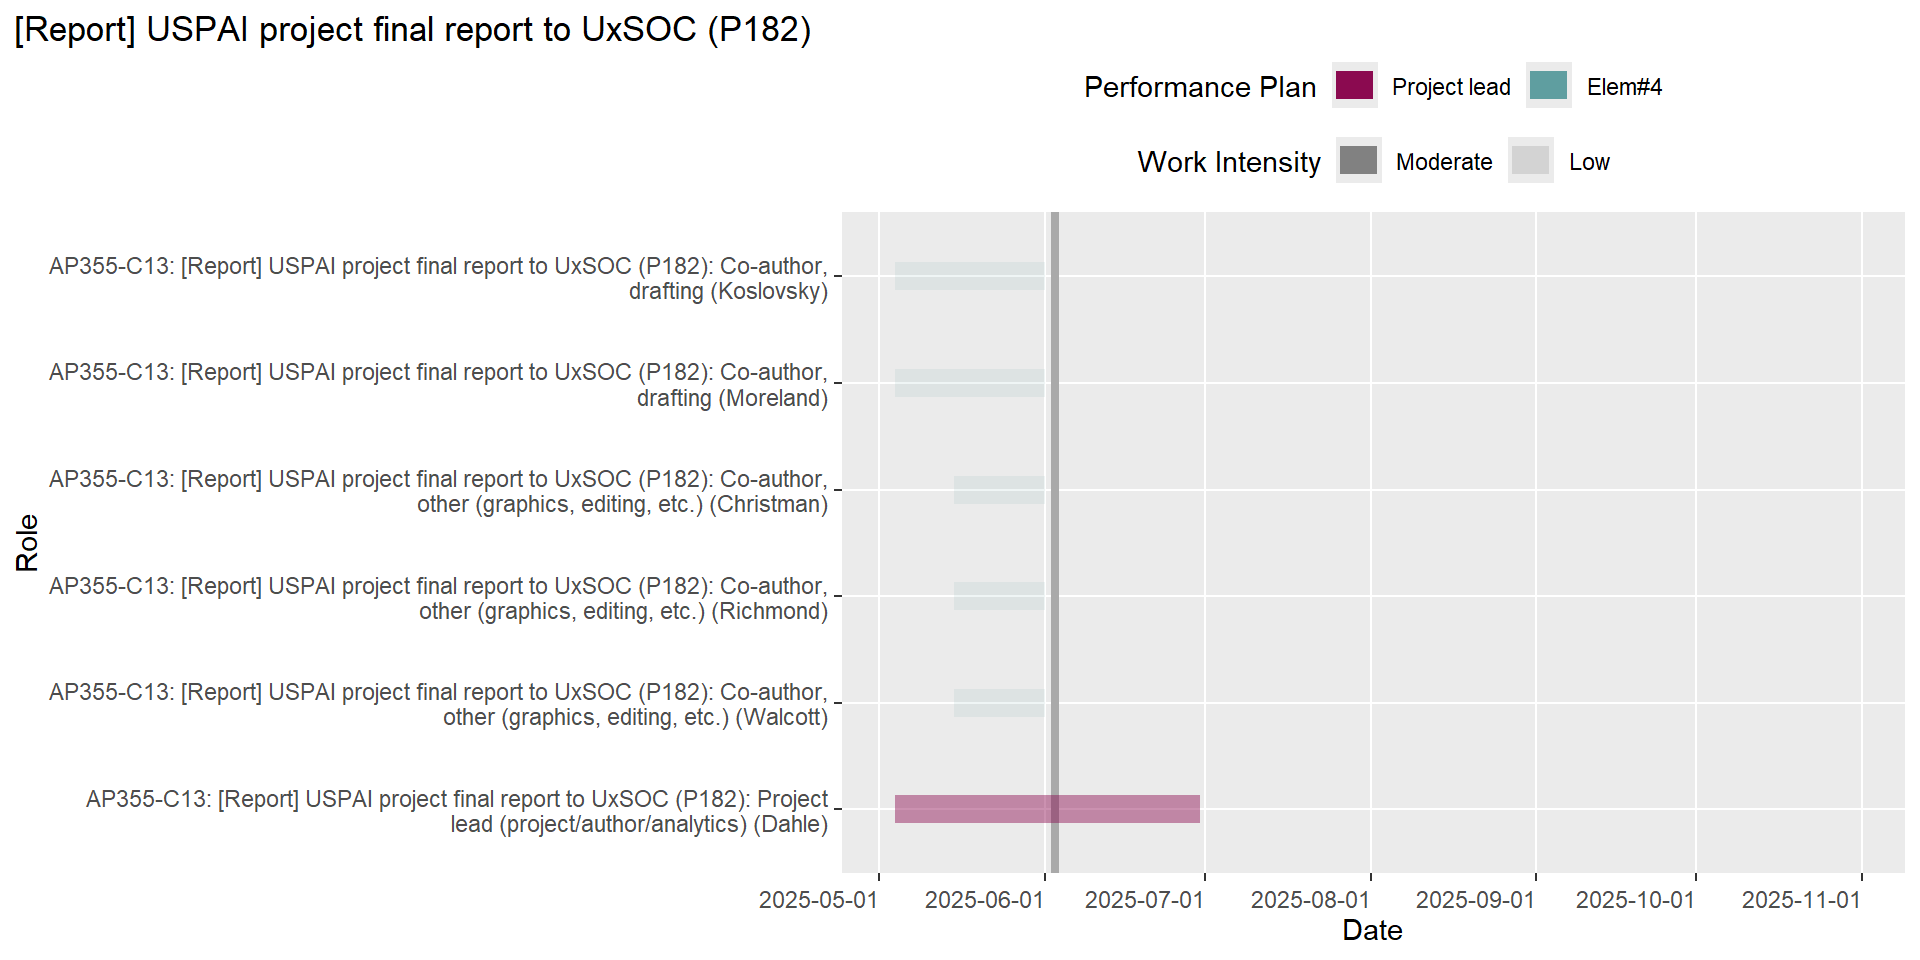 [Report] USPAI project final report to UxSOC (P182)
Performance Plan Project lead Elem#4
Work Intensity Moderate Low
AP355-C13: [Report] USPAI project final report to UxSOC (P182): Co-author,
drafting (Koslovsky)
AP355-C13: [Report] USPAI project final report to UxSOC (P182): Co-author,
drafting (Moreland)
AP355-C13: [Report] USPAI project final report to UxSOC (P182): Co-author,
other (graphics, editing, etc.) (Christman)
AP355-C13: [Report] USPAI project final report to UxSOC (P182): Co-author,
other (graphics, editing, etc.) (Richmond)
AP355-C13: [Report] USPAI project final report to UxSOC (P182): Co-author,
other (graphics, editing, etc.) (Walcott)
AP355-C13: [Report] USPAI project final report to UxSOC (P182): Project
lead (project/author/analytics) (Dahle)
Role
2025-05-01 2025-06-01 2025-07-01 2025-08-01 2025-09-01 2025-10-01 2025-11-01
Date